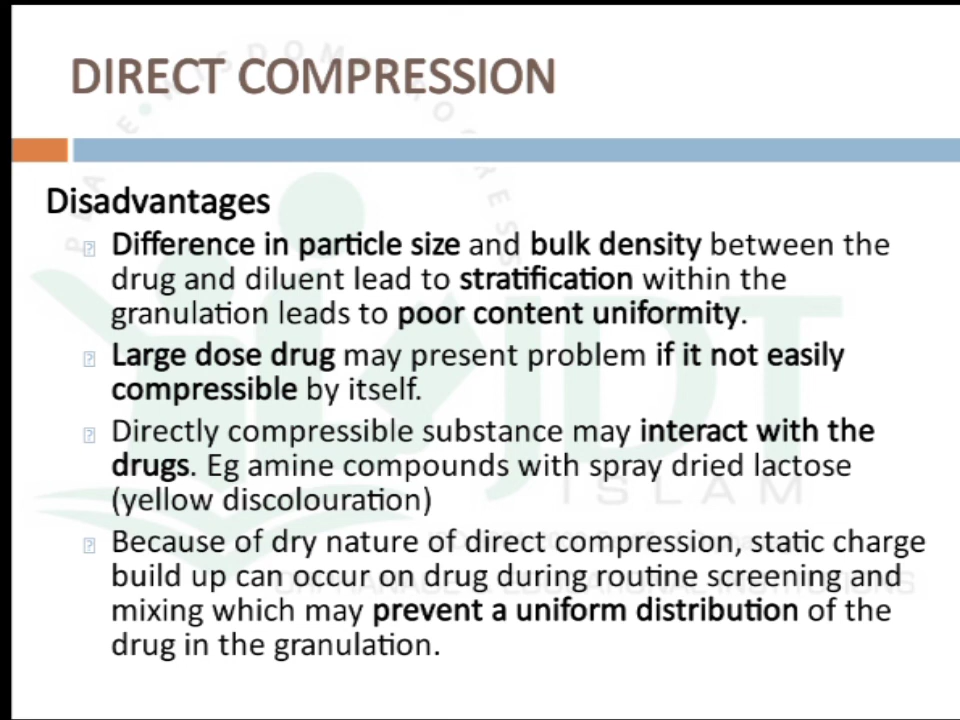 DIRECT COMPRESSION
Disadvantages
Difference in particle size and bulk density between the
drug and diluent lead to stratification within the
granulation leads to poor content uniformity.
Large dose drug may present problem if it not easily
compressible by itself.
Directly compressible substance may interact with the
drugs. Eg amine compounds with spray dried lactose
(yellow discolouration)
Because of dry nature of direct compression, static charge
build up can occur on drug during routine screening and
mixing which may prevent a uniform distribution of the
drug in the granulation.
JDT
ISLAM